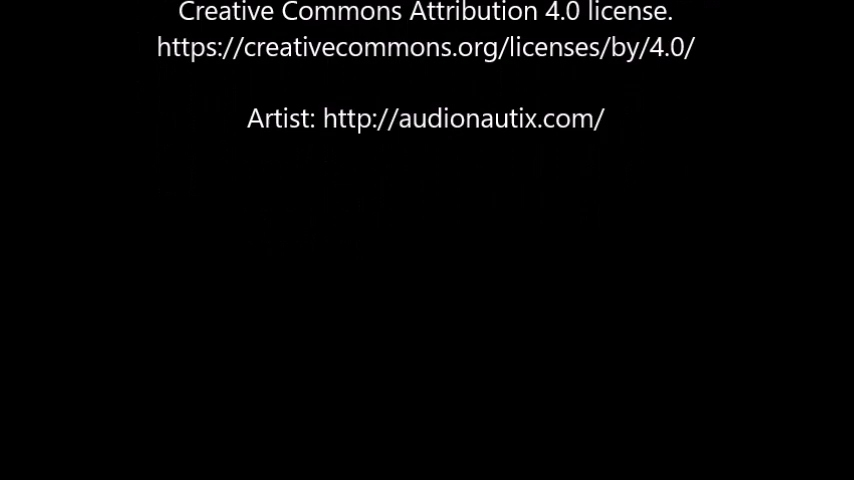 Creative Commons Attribution 4.0 license.
https://creativecommons.org/licenses/by/4.0/
Artist: http://audionautix.com/